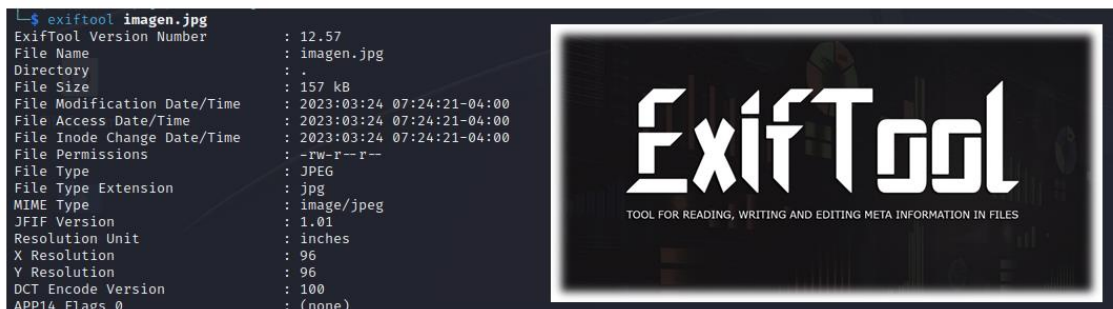 └─$ exiftool imagen.jpg
ExifTool Version Number : 12.57
File Name : imagen.jpg
Directory : .
File Size : 157 kB
File Modification Date/Time : 2023:03:24 07:24:21-04:00
File Access Date/Time : 2023:03:24 07:24:21-04:00
File Inode Change Date/Time : 2023:03:24 07:24:21-04:00
File Permissions : -rw-r--r--
File Type : JPEG
File Type Extension : jpg
MIME Type : image/jpeg
JFIF Version : 1.01
Resolution Unit : inches
X Resolution : 96
Y Resolution : 96
DCT Encode Version : 100
APP14 Flags 0 : (none)
ExifTool
TOOL FOR READING, WRITING AND EDITING META INFORMATION IN FILES